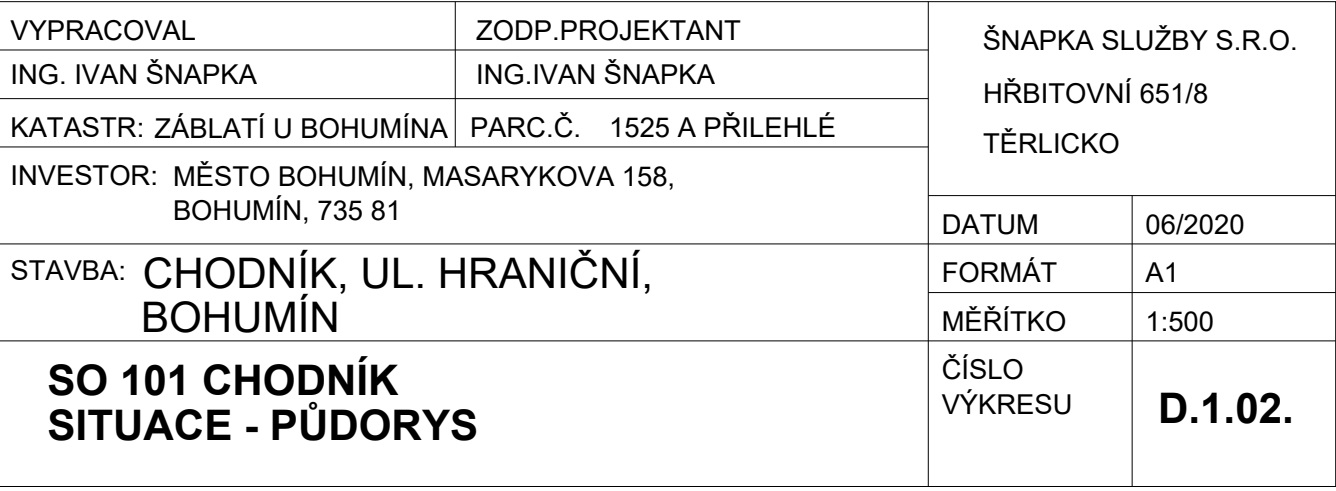 VYPRACOVAL ZODP.PROJEKTANT
ING. IVAN ŠNAPKA ING.IVAN ŠNAPKA
KATASTR: ZÁBLATÍ U BOHUMÍNA PARC.Č. 1525 A PŘILEHLÉ
INVESTOR: MĚSTO BOHUMÍN, MASARYKOVA 158,
BOHUMÍN, 735 81
STAVBA: CHODNÍK, UL. HRANIČNÍ,
BOHUMÍN
SO 101 CHODNÍK
SITUACE - PŮDORYS
ŠNAPKA SLUŽBY S.R.O.
HŘBITOVNÍ 651/8
TĚRLICKO
DATUM 06/2020
FORMÁT A1
MĚŘÍTKO 1:500
ČÍSLO
VÝKRESU D.1.02.